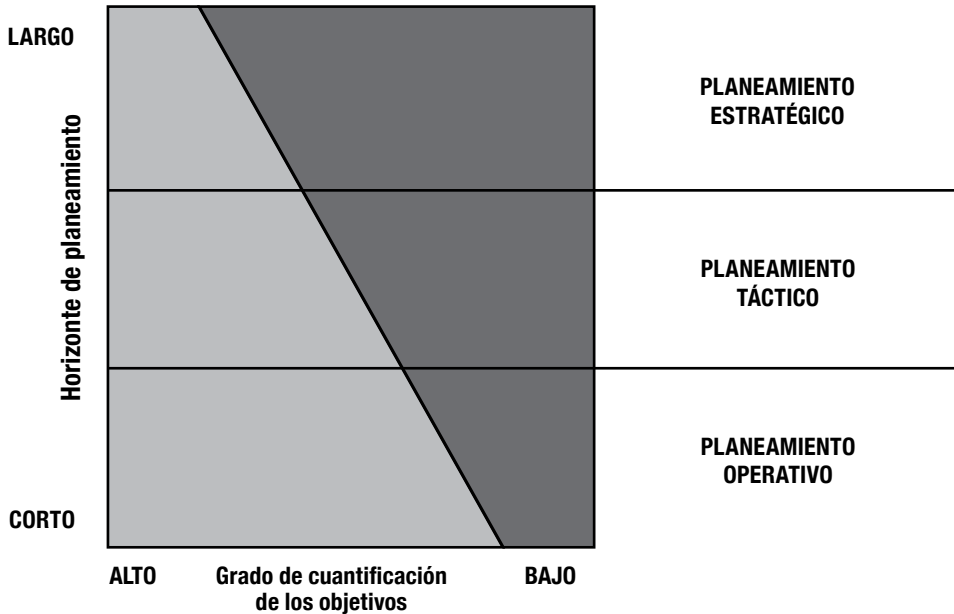 LARGO
Horizonte de planeamiento
CORTO
PLANEAMIENTO
ESTRATÉGICO
PLANEAMIENTO
TÁCTICO
PLANEAMIENTO
OPERATIVO
ALTO
Grado de cuantificación
de los objetivos
BAJO